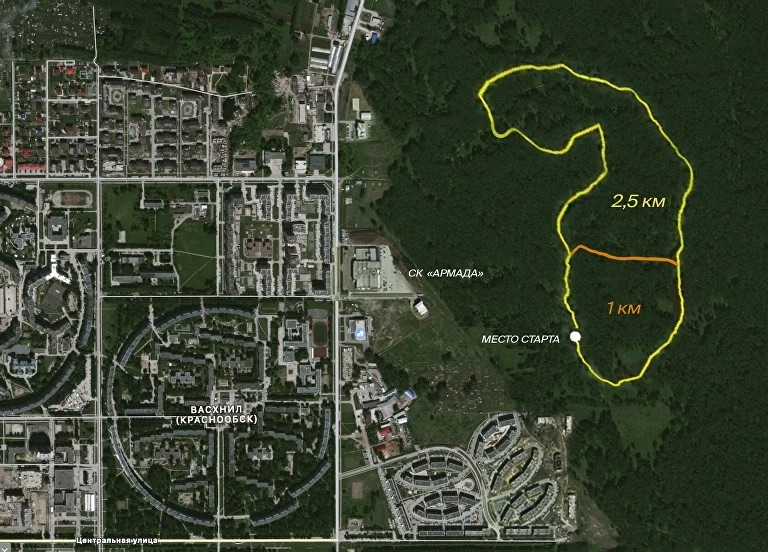 2,5 км
СК «АРМАДА»
1 км
МЕСТО СТАРТА
ВАСХНИЛ
(КРАСНООБСК)
Центральная улица